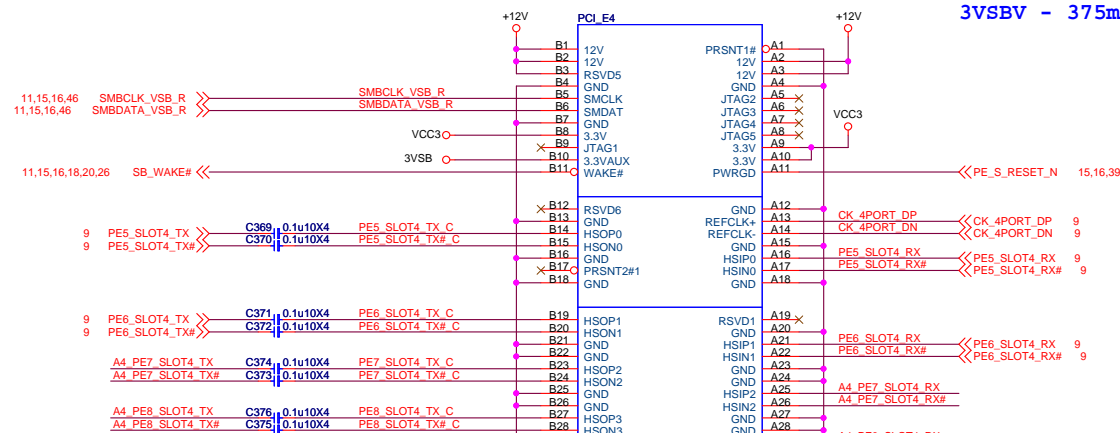 3VSBV - 375m
+12V PCI_E4 +12V
B1 12V PRSNT1# A1
B2 12V 12V A2
B3 RSVD5 12V A3
B4 GND GND A4
11,15,16,46 SMBCLK_VSB_R SMBCLK_VSB_R B5 SMCLK JTAG2 A5
11,15,16,46 SMBDATA_VSB_R SMBDATA_VSB_R B6 SMDAT JTAG3 A6
B7 GND JTAG4 A7
VCC3 B8 3.3V JTAG5 A8 VCC3
B9 JTAG1 3.3V A9
3VSB B10 3.3VAUX 3.3V A10
11,15,16,18,20,26 SB_WAKE# B11 WAKE# PWRGD A11 PE_S_RESET_N 15,16,39
B12 RSVD6 GND A12
B13 GND REFCLK+ A13 CK_4PORT_DP CK_4PORT_DP 9
9 PE5_SLOT4_TX C369 0.1u10X4 PE5_SLOT4_TX_C B14 HSOP0 REFCLK- A14 CK_4PORT_DN CK_4PORT_DN 9
9 PE5_SLOT4_TX# C370 0.1u10X4 PE5_SLOT4_TX#_C B15 HSON0 GND A15
B16 GND HSIP0 A16 PE5_SLOT4_RX PE5_SLOT4_RX 9
B17 PRSNT2#1 HSIN0 A17 PE5_SLOT4_RX# PE5_SLOT4_RX# 9
B18 GND GND A18
9 PE6_SLOT4_TX C371 0.1u10X4 PE6_SLOT4_TX_C B19 HSOP1 RSVD1 A19
9 PE6_SLOT4_TX# C372 0.1u10X4 PE6_SLOT4_TX#_C B20 HSON1 GND A20
B21 GND HSIP1 A21 PE6_SLOT4_RX PE6_SLOT4_RX 9
B22 GND HSIN1 A22 PE6_SLOT4_RX# PE6_SLOT4_RX# 9
A4_PE7_SLOT4_TX C374 0.1u10X4 PE7_SLOT4_TX_C B23 HSOP2 GND A23
A4_PE7_SLOT4_TX# C373 0.1u10X4 PE7_SLOT4_TX#_C B24 HSON2 GND A24
B25 GND HSIP2 A25 A4_PE7_SLOT4_RX
B26 GND HSIN2 A26 A4_PE7_SLOT4_RX#
A4_PE8_SLOT4_TX C376 0.1u10X4 PE8_SLOT4_TX_C B27 HSOP3 GND A27
A4_PE8_SLOT4_TX# C375 0.1u10X4 PE8_SLOT4_TX#_C B28 HSON3 GND A28